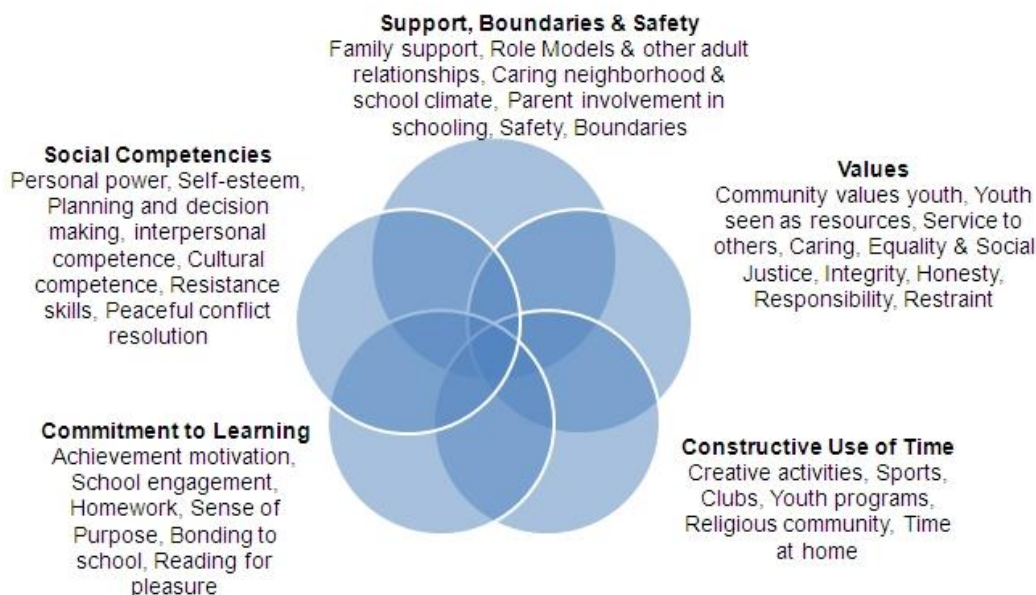 Support, Boundaries & Safety
Family support, Role Models & other adult
relationships, Caring neighborhood &
school climate, Parent involvement in
schooling, Safety, Boundaries
Social Competencies
Personal power, Self-esteem,
Planning and decision
making, interpersonal
competence, Cultural
competence, Resistance
skills, Peaceful conflict
resolution
Values
Community values youth, Youth
seen as resources, Service to
others, Caring, Equality & Social
Justice, Integrity, Honesty,
Responsibility, Restraint
Commitment to Learning
Achievement motivation,
School engagement,
Homework, Sense of
Purpose, Bonding to
school, Reading for
pleasure
Constructive Use of Time
Creative activities, Sports,
Clubs, Youth programs,
Religious community, Time
at home